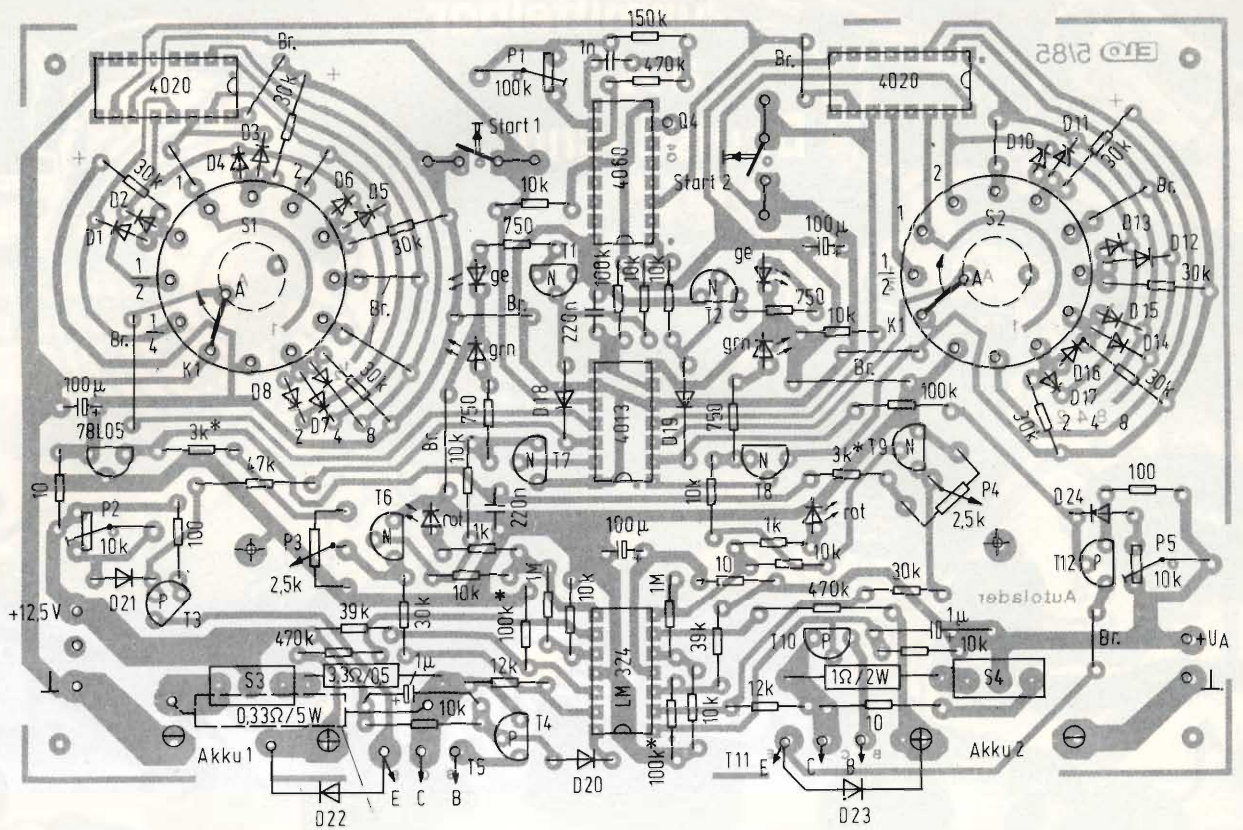 150k
1n
470k
P1
100k
4020
Br.
30k
Start 1
Q4
4060
Start 2
Br.
4020
ELO 5/85
D3
D4
1
2
D6
D5
30k
D2
D1
30k
S1
1/2
A
1/4
Br.
K1
Br.
10k
750
T1
N
ge
Br.
grn
100k
10k
10k
220n
N
T2
100µ
ge
750
10k
grn
Br.
D10
D11
30k
Br.
2
1
S2
1/2
A
K1
D13
D12
30k
D15
D14
D16
D17
30k
30k
2
4
8
100µ
78L05
3k*
D8
D7
2
4
8
30k
Br.
750
10k
D18
N
T7
4013
D19
750
N
T8
10k
3k*
T9
N
100k
10
47k
P2
10k
100
D21
P
T3
P3
2,5k
T6
N
rot
220n
1k
10k
*
100µ
1k
10k
10
rot
P4
2,5k
D24
100
T12
P
P5
10k
Autolader
+12,5V
39k
470k
30k
100k
1M
10k
1M
39k
470k
30k
T10
P
1µ
10k
Br.
+UA
S3
3,3Ω/05
0,33Ω/5W
1µ
10k
12k
T4
P
LM 324
10k
12k
1Ω/2W
10
S4
Akku1
T5
E
C
B
D20
100k*
T11
E
C
B
Akku2
D22
D23